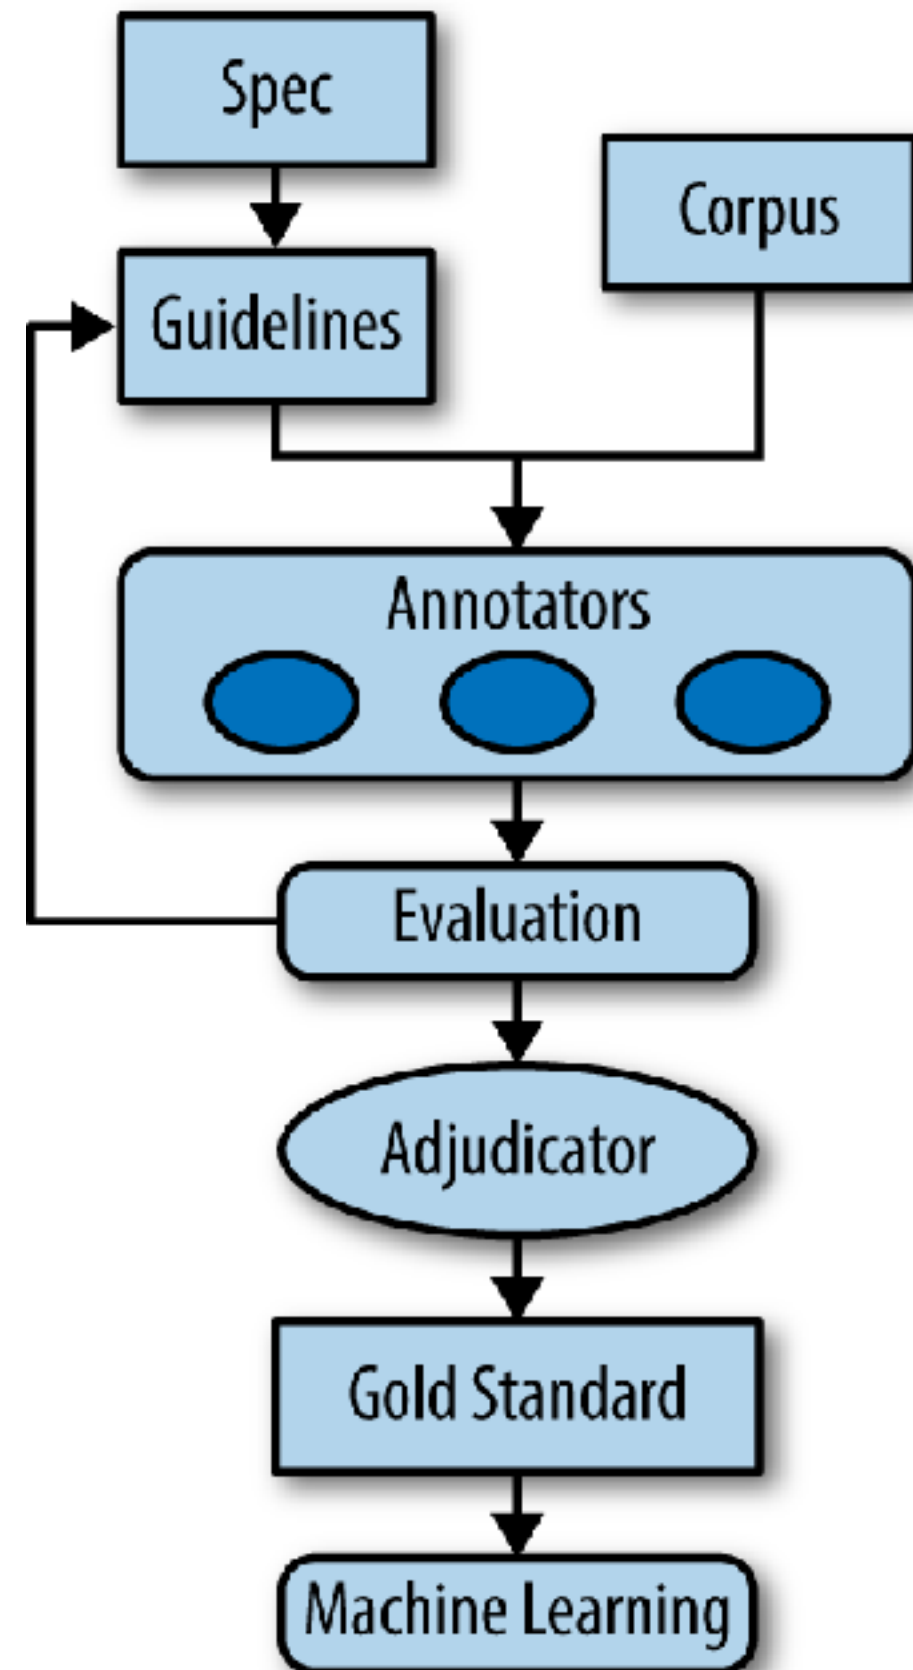 Spec
Corpus
Guidelines
Annotators
Evaluation
Adjudicator
Gold Standard
Machine Learning